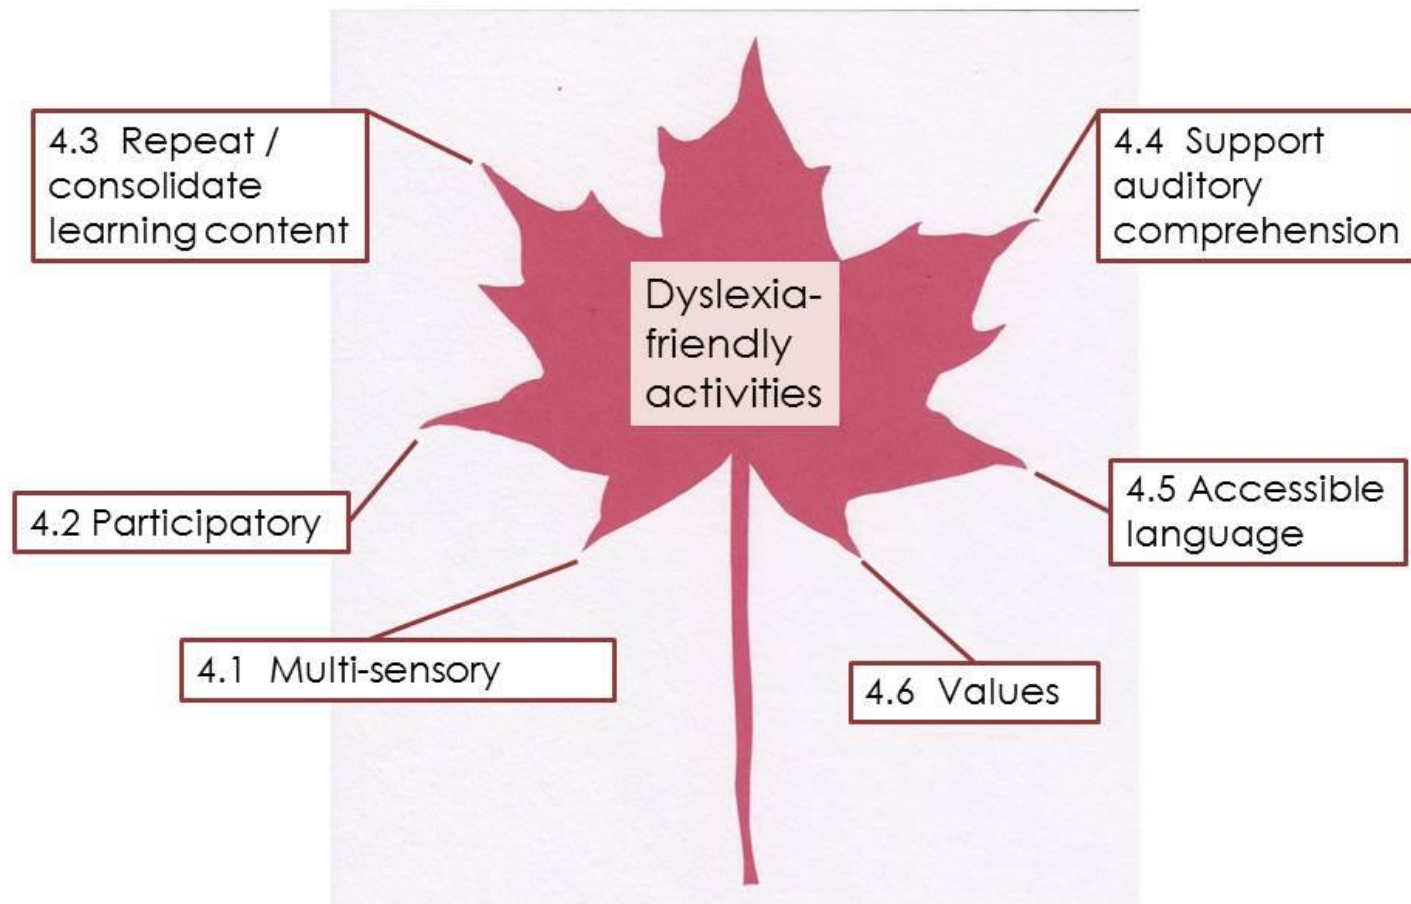 4.3 Repeat /
consolidate
learning content
4.4 Support
auditory
comprehension
Dyslexia-
friendly
activities
4.2 Participatory
4.5 Accessible
language
4.1 Multi-sensory
4.6 Values